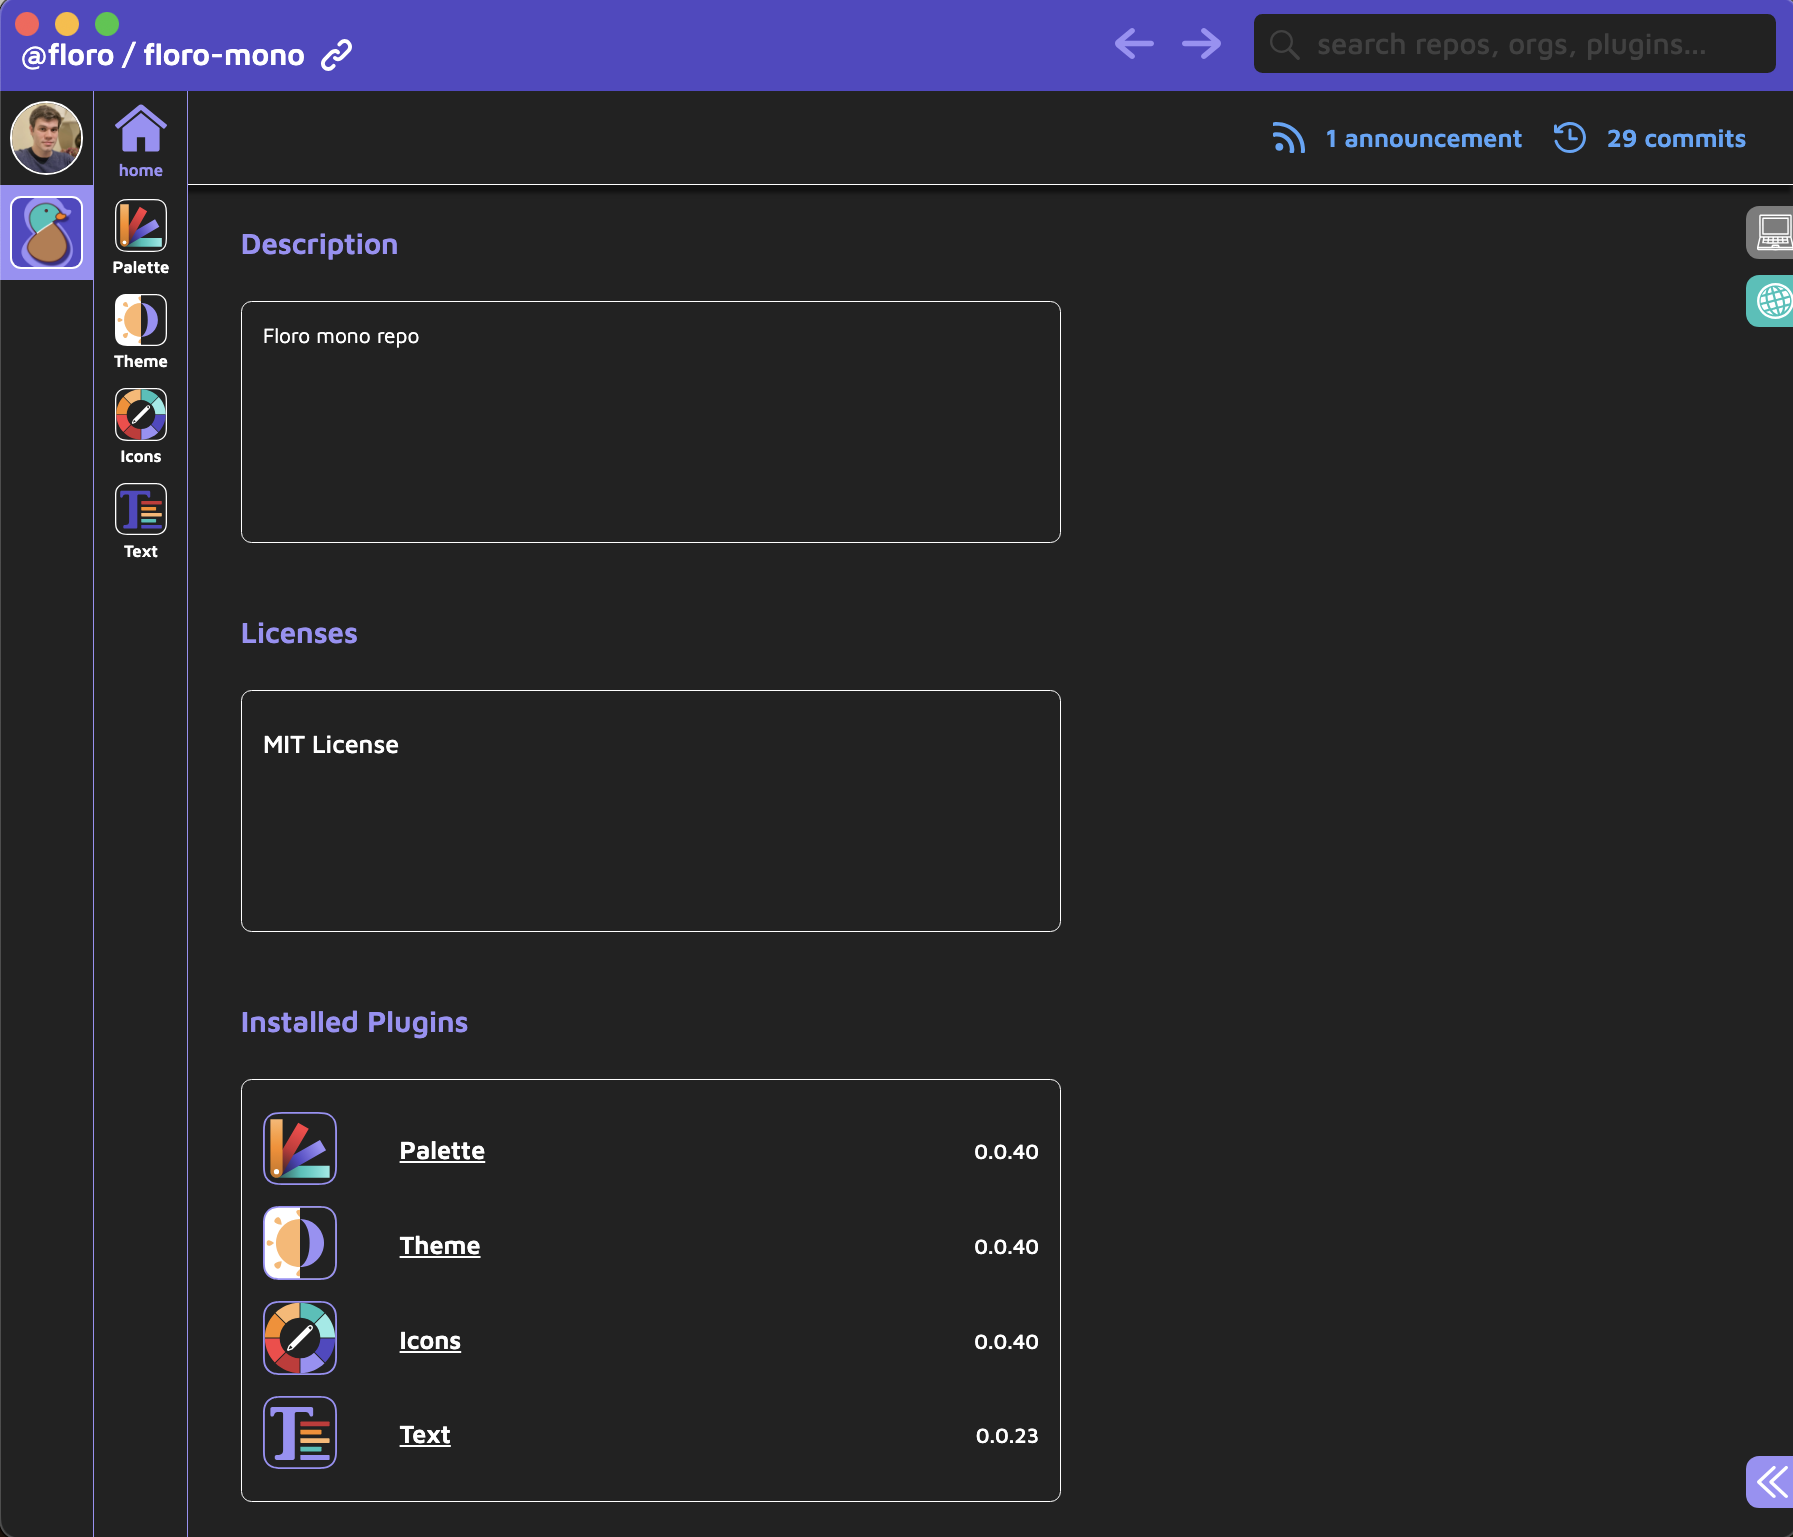 @floro / floro-mono
search repos, orgs, plugins...
1 announcement
29 commits
home
Palette
Theme
Icons
Text
Description
Floro mono repo
Licenses
MIT License
Installed Plugins
Palette 0.0.40
Theme 0.0.40
Icons 0.0.40
Text 0.0.23